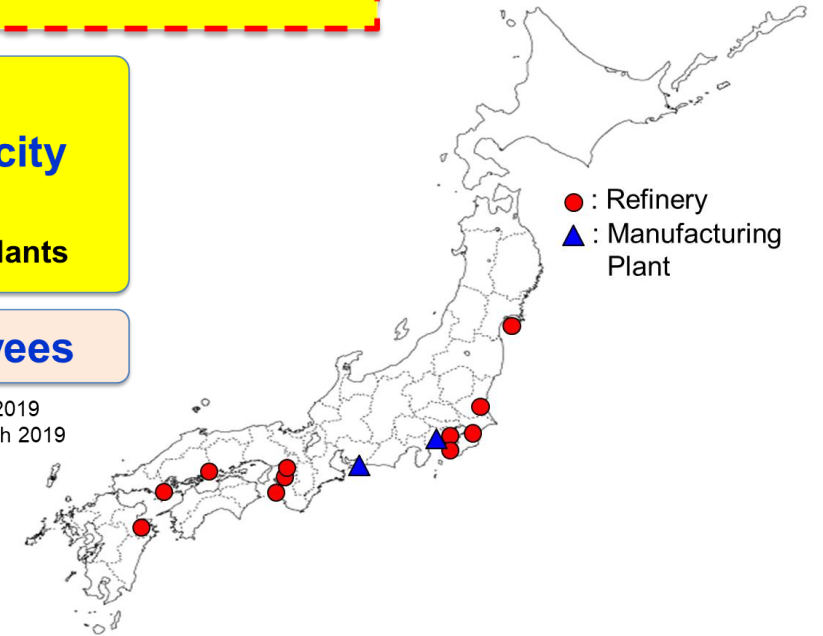 city
lants
yees
2019
h 2019
: Refinery
: Manufacturing
Plant